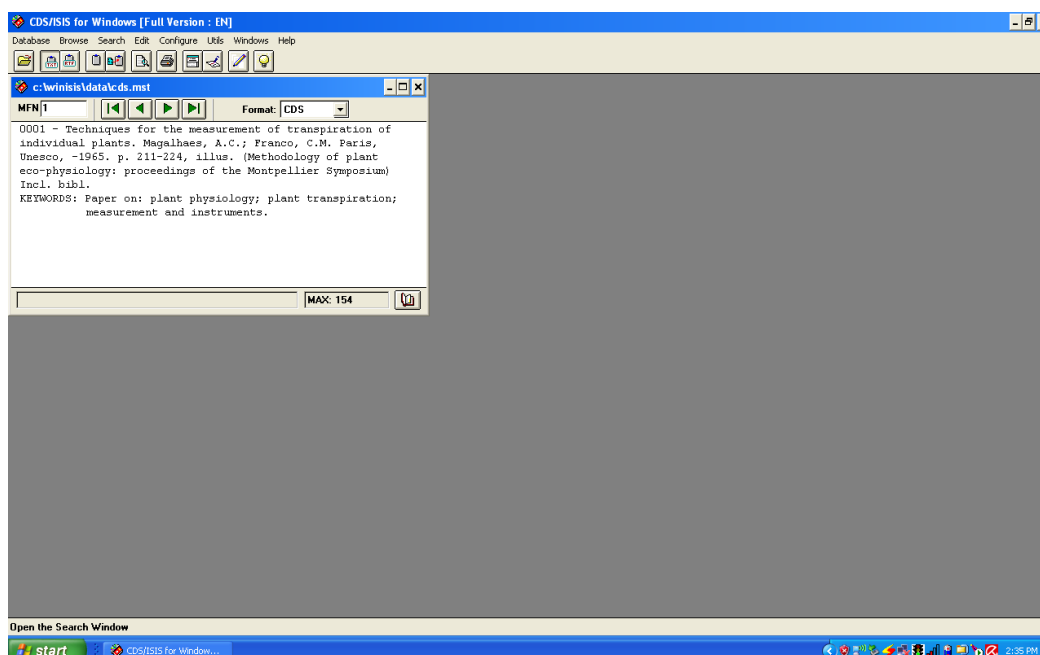 CDS/ISIS for Windows [Full Version : EN]
Database Browse Search Edit Configure Utils Windows Help
c:\winisis\data\cds.mst
MFN 1 Format: CDS
0001 - Techniques for the measurement of transpiration of
individual plants. Magalhaes, A.C.; Franco, C.M. Paris,
Unesco, -1965. p. 211-224, illus. (Methodology of plant
eco-physiology: proceedings of the Montpellier Symposium)
Incl. bibl.
KEYWORDS: Paper on: plant physiology; plant transpiration;
measurement and instruments.
MAX: 154
Open the Search Window
start CDS/ISIS for Window... 2:35 PM